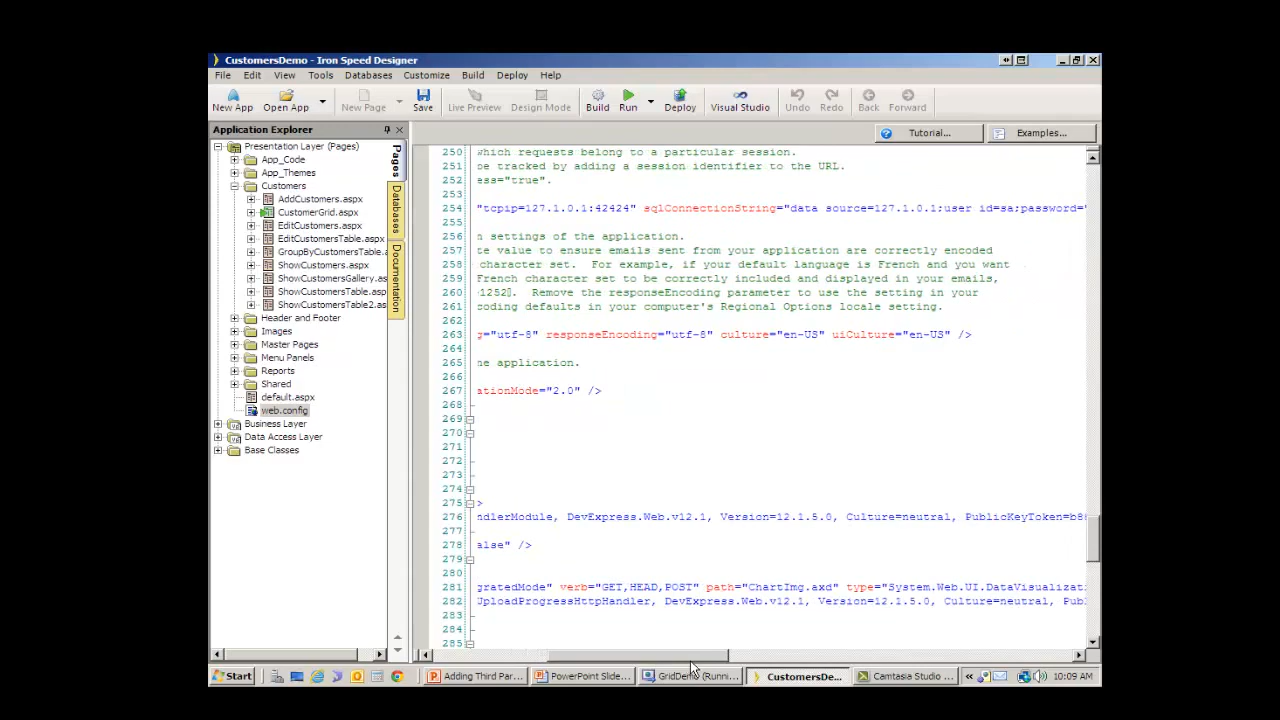 CustomersDemo - Iron Speed Designer
File Edit View Tools Databases Customize Build Deploy Help
New App Open App New Page Save Live Preview Design Mode Build Run Deploy Visual Studio Undo Redo Back Forward
Application Explorer
Tutorial... Examples...
Pages
Databases
Documentation
Presentation Layer (Pages)
App_Code
App_Themes
Customers
AddCustomers.aspx
CustomerGrid.aspx
EditCustomers.aspx
EditCustomersTable.aspx
GroupByCustomersTable.a
ShowCustomers.aspx
ShowCustomersGallery.as
ShowCustomersTable.asp
ShowCustomersTable2.as
Header and Footer
Images
Master Pages
Menu Panels
Reports
Shared
default.aspx
web.config
Business Layer
Data Access Layer
Base Classes
250 which requests belong to a particular session.
251 be tracked by adding a session identifier to the URL.
252 ess="true".
253
254 "tcpip=127.0.1:42424" sqlConnectionString="data source=127.0.0.1;user id=sa;password="
255
256 n settings of the application.
257 te value to ensure emails sent from your application are correctly encoded
258 character set. For example, if your default language is French and you want
259 French character set to be correctly included and displayed in your emails,
260 1252). Remove the responseEncoding parameter to use the setting in your
261 coding defaults in your computer's Regional Options locale setting.
262
263 g="utf-8" responseEncoding="utf-8" culture="en-US" uiCulture="en-US" />
264
265 ne application.
266
267 ationMode="2.0" />
268
269
270
271
272
273
274
275 >
276 ndlerModule, DevExpress.Web.v12.1, Version=12.1.5.0, Culture=neutral, PublicKeyToken=b88
277
278 alse" />
279
280
281 gratedMode" verb="GET,HEAD,POST" path="ChartImg.axd" type="System.Web.UI.DataVisualizati
282 UploadProgressHttpHandler, DevExpress.Web.v12.1, Version=12.1.5.0, Culture=neutral, Publ
283
284
285
Start Adding Third Par... PowerPoint Slide... GridDemo (Runni... CustomersDe... Camtasia Studio ... 10:09 AM